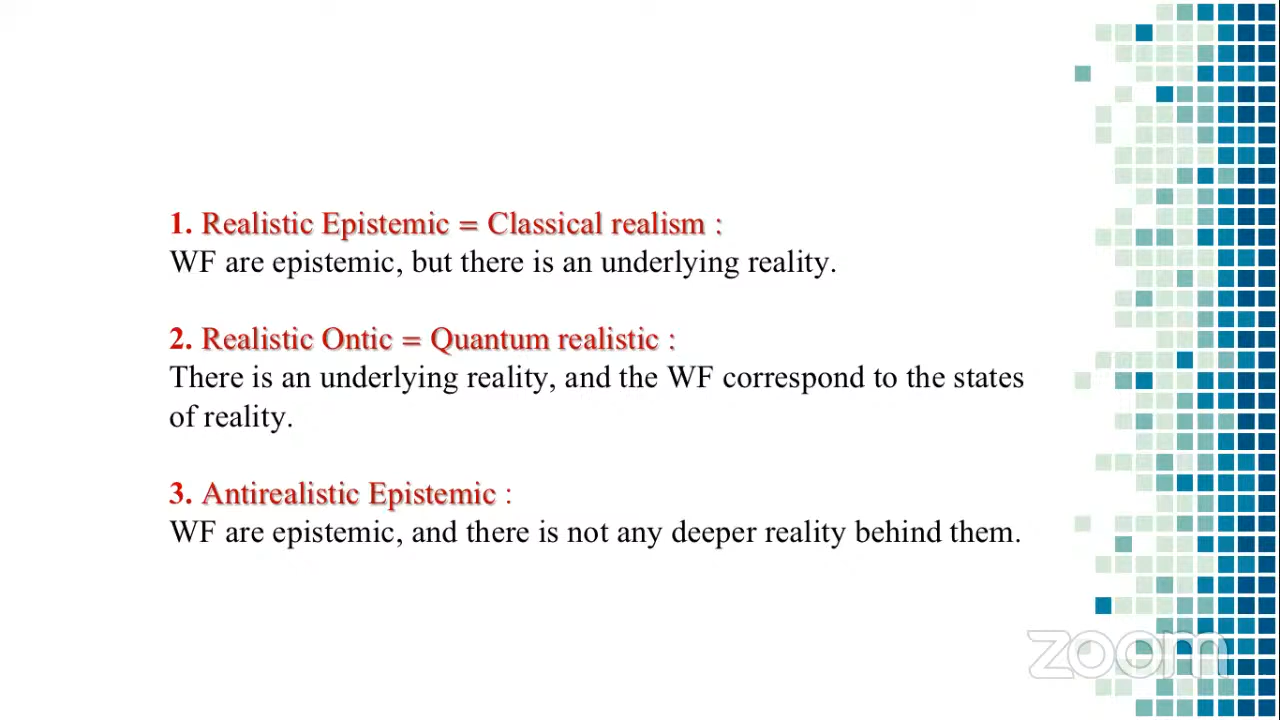 1. Realistic Epistemic = Classical realism :
WF are epistemic, but there is an underlying reality.
2. Realistic Ontic = Quantum realistic :
There is an underlying reality, and the WF correspond to the states
of reality.
3. Antirealistic Epistemic :
WF are epistemic, and there is not any deeper reality behind them.
zoom